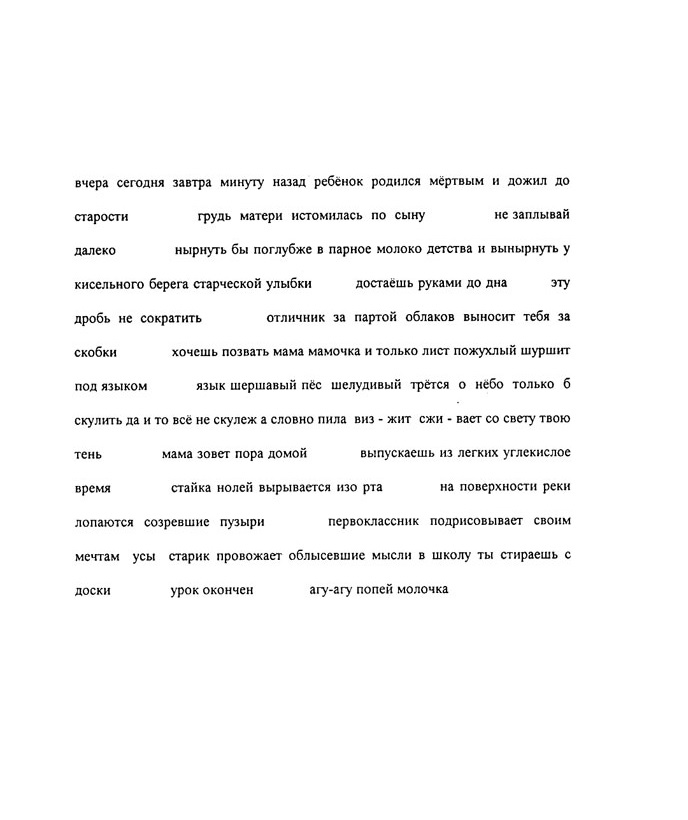 вчера сегодня завтра минуту назад ребёнок родился мёртвым и дожил до
старости грудь матери истомилась по сыну не заплывай
далеко нырнуть бы поглубже в парное молоко детства и вынырнуть у
кисельного берега старческой улыбки достаёшь руками до дна эту
дробь не сократить отличник за партой облаков выносит тебя за
скобки хочешь позвать мама мамочка и только лист пожухлый шуршит
под языком язык шершавый пёс шелудивый трётся о нёбо только б
скулить да и то всё не скулеж а словно пила виз - жит сжи - вает со свету твою
тень мама зовет пора домой выпускаешь из легких углекислое
время стайка нолей вырывается изо рта на поверхности реки
лопаются созревшие пузыри первоклассник подрисовывает своим
мечтам усы старик провожает облысевшие мысли в школу ты стираешь с
доски урок окончен агу-агу попей молочка